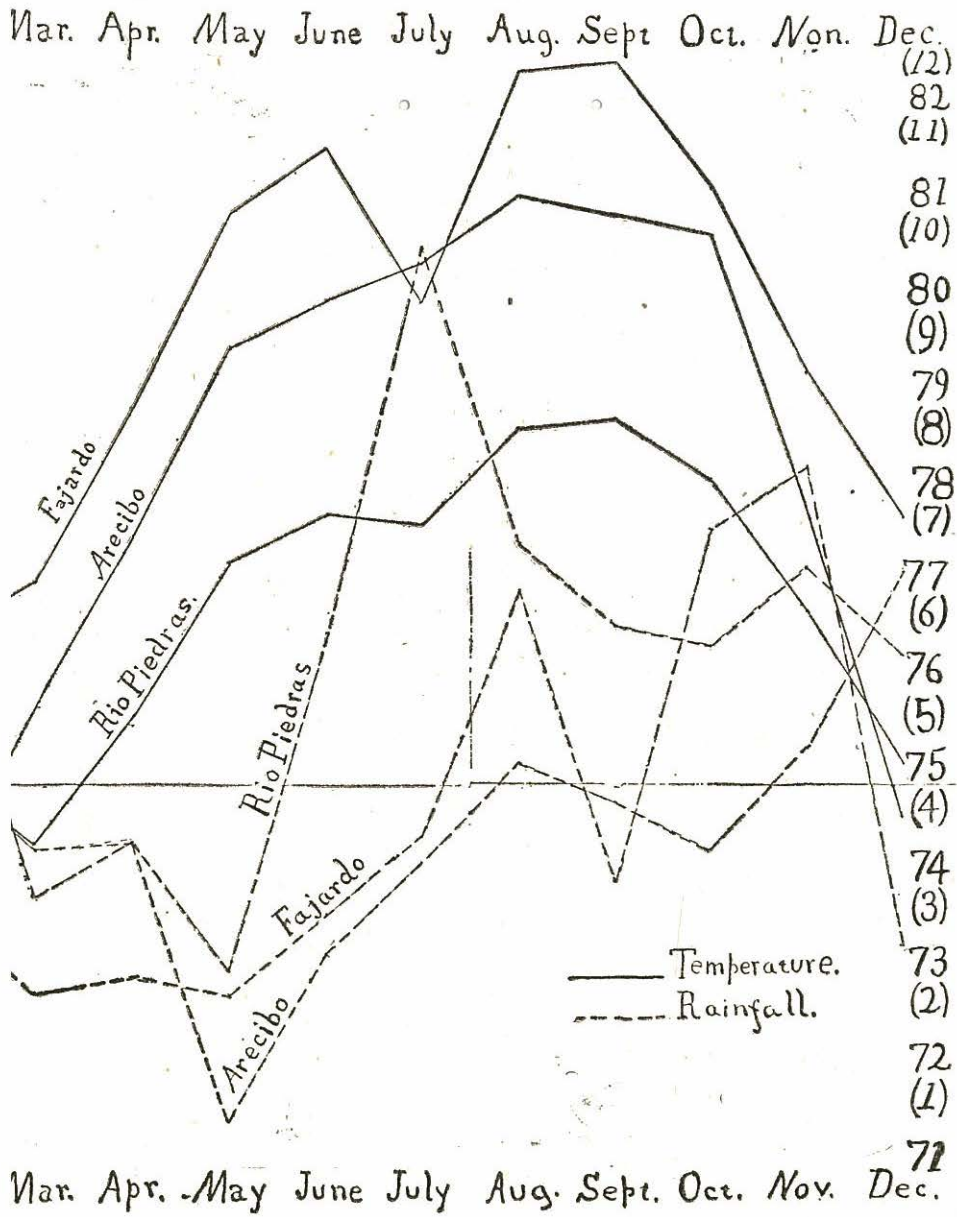 Mar. Apr. May June July Aug. Sept Oct. Non. Dec.
(12)
82
(11)
81
(10)
80
(9)
79
(8)
78
(7)
77
(6)
76
(5)
75
(4)
74
(3)
73
(2)
72
(1)
71
Fajardo
Arecibo
Rio Piedras.
Rio Piedras
Fajardo
Arecibo
Temperature.
Rainfall.
Mar. Apr. May June July Aug. Sept. Oct. Nov. Dec.